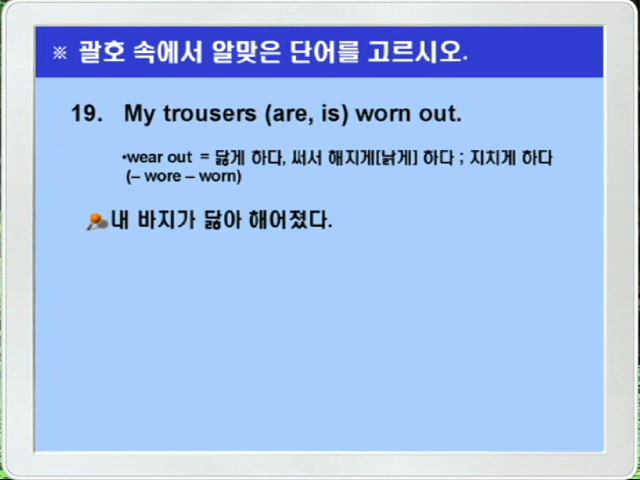 ※ 괄호 속에서 알맞은 단어를 고르시오.
19. My trousers (are, is) worn out.
•wear out = 닳게 하다, 써서 해지게[낡게] 하다 ; 지치게 하다
(– wore – worn)
내 바지가 닳아 해어졌다.